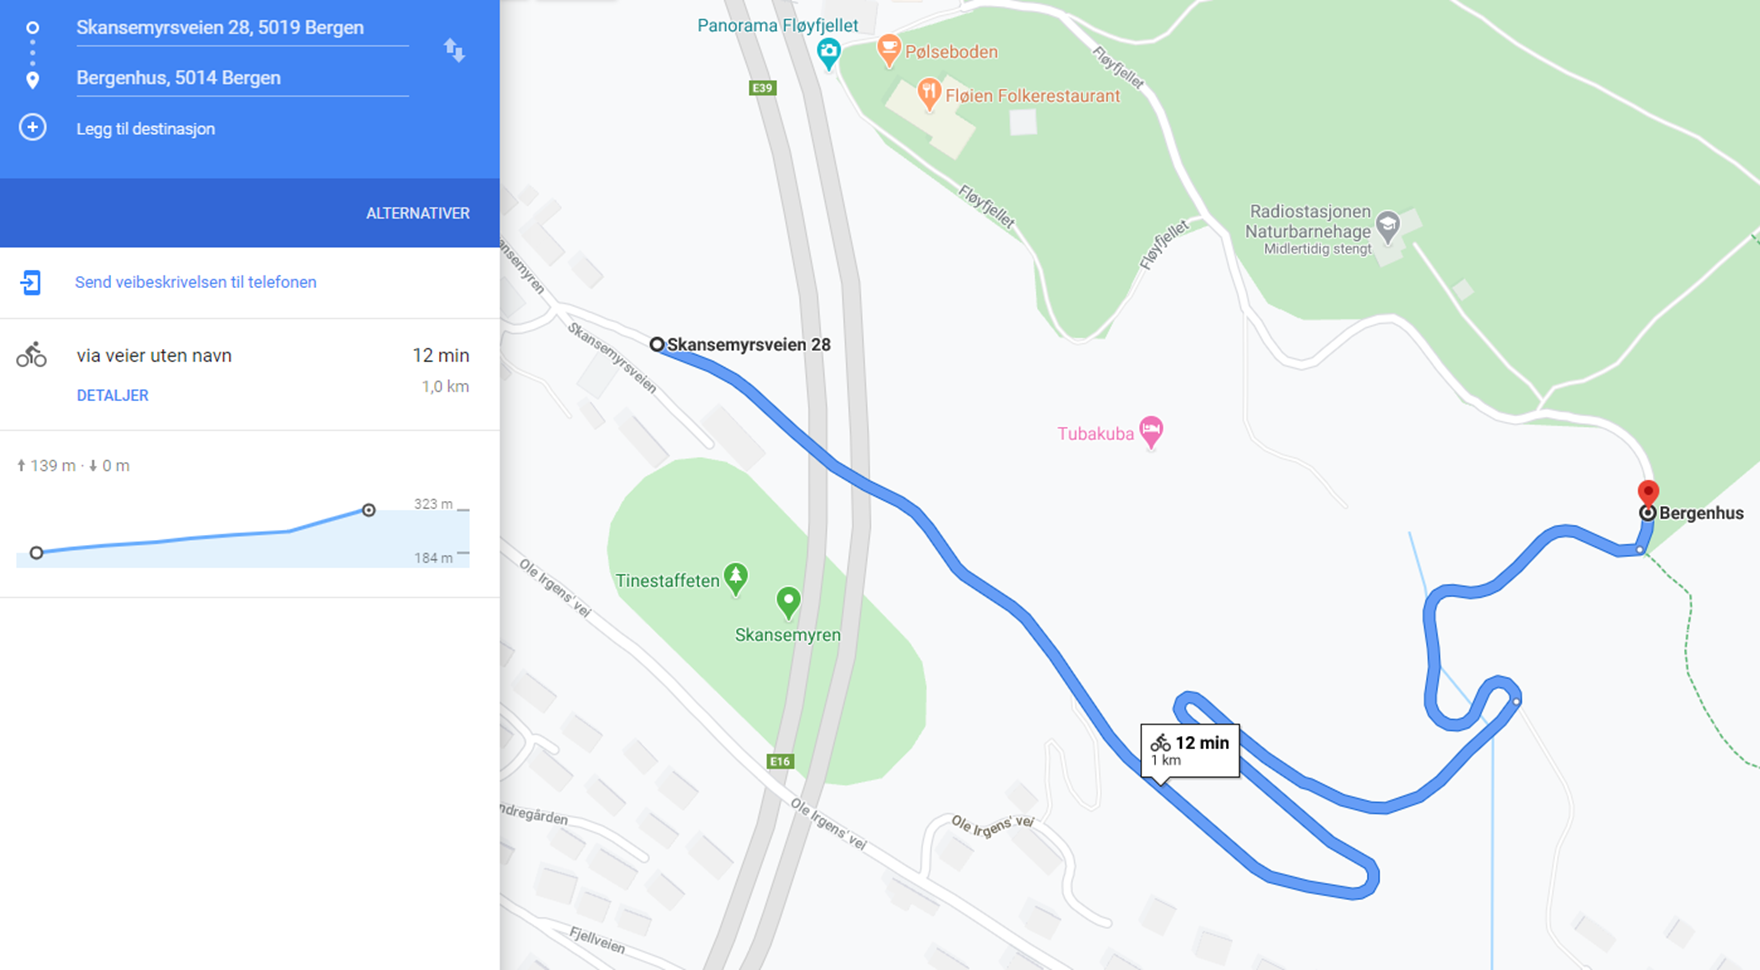 Skansemyrsveien 28, 5019 Bergen
Bergenhus, 5014 Bergen
Legg til destinasjon
ALTERNATIVER
Send veibeskrivelsen til telefonen
via veier uten navn
12 min
1,0 km
DETALJER
139 m · 0 m
323 m
184 m
Panorama Fløyfjellet
Pølseboden
Fløien Folkerestaurant
E39
Fløyfjellet
Fløyfjellet
Fløyfjellet
Radiostasjonen
Naturbarnehage
Midlertidig stengt
ansemyren
Skansemyrsveien
Skansemyrsveien 28
Tubakuba
Bergenhus
Ole Irgens' vei
Tinestaffeten
Skansemyren
12 min
1 km
E16
Ole Irgens' vei
Ole Irgens' vei
ndregården
Fjellveien